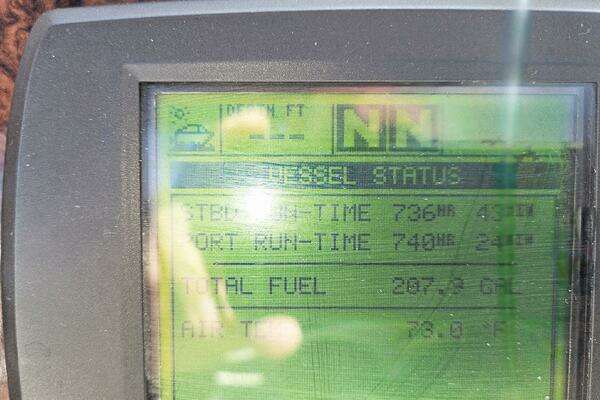 DEPTH FT
---
N N
VESSEL STATUS
STBD RUN-TIME 736HR 43MIN
PORT RUN-TIME 740HR 24MIN
TOTAL FUEL 207.9 GAL
AIR TEMP 73.0 °F